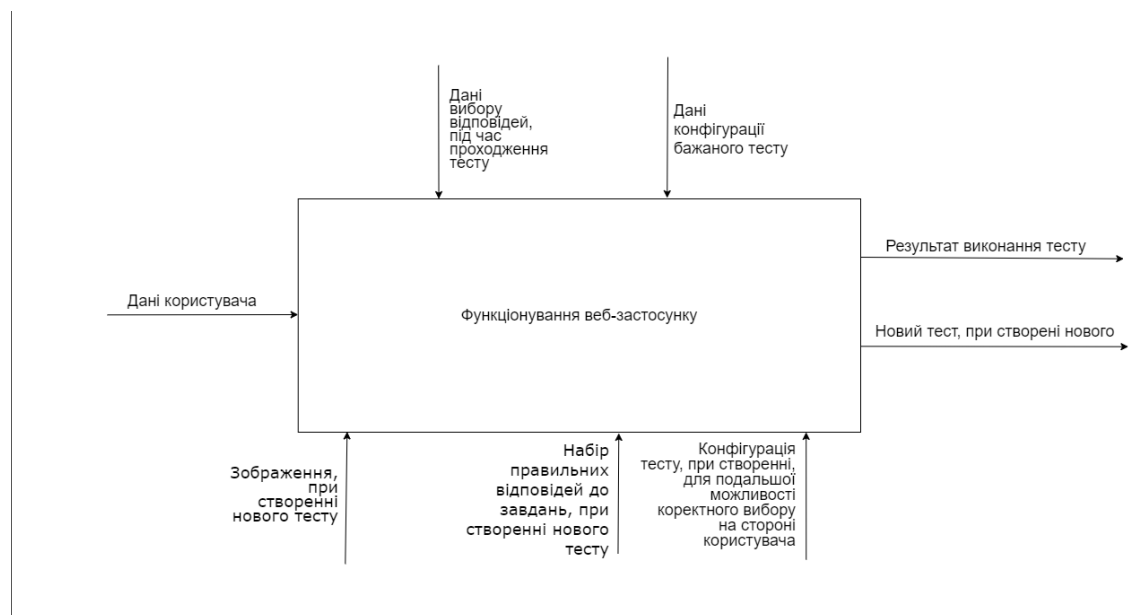 Дані
вибору
відповідей,
під час
проходження
тесту
Дані
конфігурації
бажаного тесту
Результат виконання тесту
Дані користувача
Функціонування веб-застосунку
Новий тест, при створені нового
Зображення,
при
створенні
нового тесту
Набір
правильних
відповідей до
завдань, при
створенні нового
тесту
Конфігурація
тесту, при створенні,
для подальшої
можливості
коректного вибору
на стороні
користувача